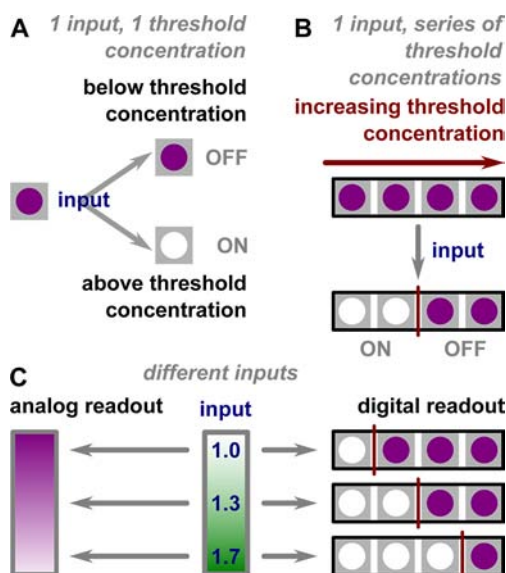 A
1 input, 1 threshold
concentration
below threshold
concentration
OFF
input
ON
above threshold
concentration
B
1 input, series of
threshold
concentrations
increasing threshold
concentration
input
ON OFF
C
different inputs
analog readout input digital readout
1.0
1.3
1.7